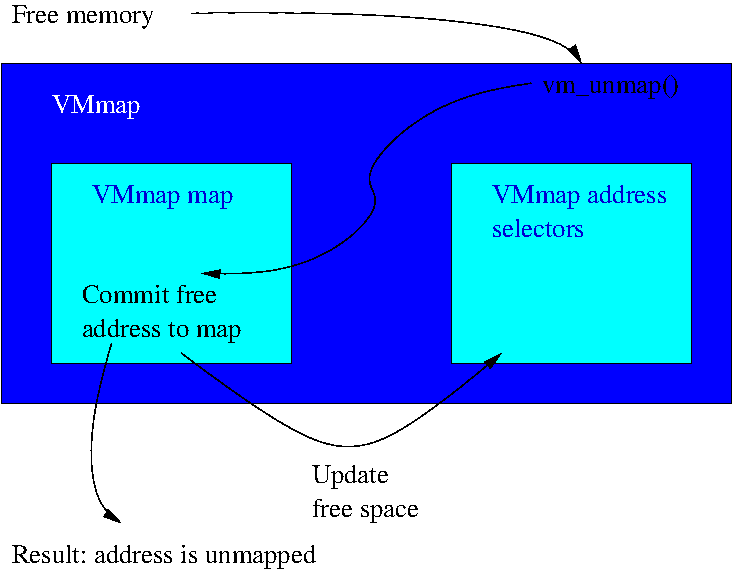 Free memory
vm_unmap()
VMmap
VMmap map
VMmap address
selectors
Commit free
address to map
Update
free space
Result: address is unmapped